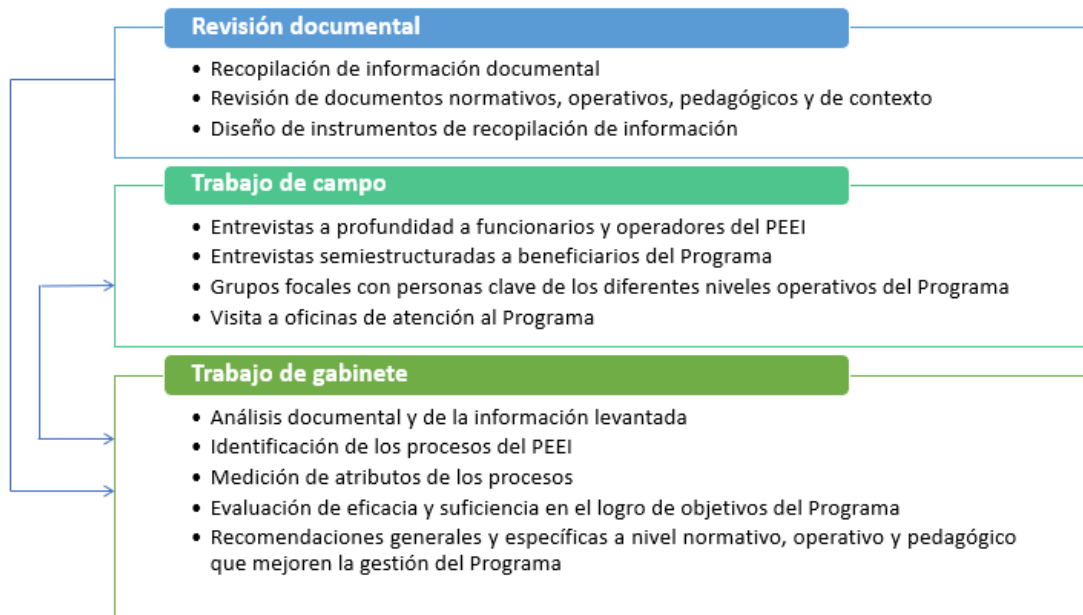 Revisión documental
• Recopilación de información documental
• Revisión de documentos normativos, operativos, pedagógicos y de contexto
• Diseño de instrumentos de recopilación de información
Trabajo de campo
• Entrevistas a profundidad a funcionarios y operadores del PEEI
• Entrevistas semiestructuradas a beneficiarios del Programa
• Grupos focales con personas clave de los diferentes niveles operativos del Programa
• Visita a oficinas de atención al Programa
Trabajo de gabinete
• Análisis documental y de la información levantada
• Identificación de los procesos del PEEI
• Medición de atributos de los procesos
• Evaluación de eficacia y suficiencia en el logro de objetivos del Programa
• Recomendaciones generales y específicas a nivel normativo, operativo y pedagógico
que mejoren la gestión del Programa